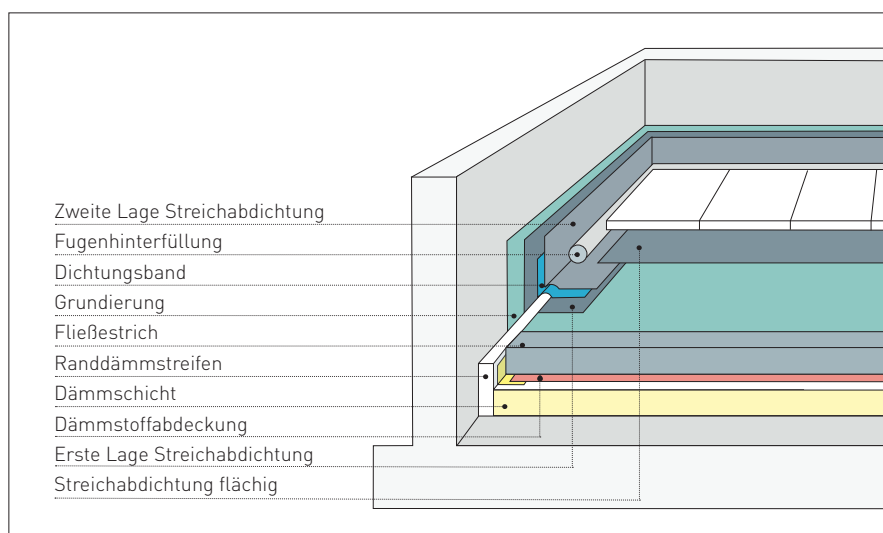 Zweite Lage Streichabdichtung
Fugenhinterfüllung
Dichtungsband
Grundierung
Fließestrich
Randdämmstreifen
Dämmschicht
Dämmstoffabdeckung
Erste Lage Streichabdichtung
Streichabdichtung flächig